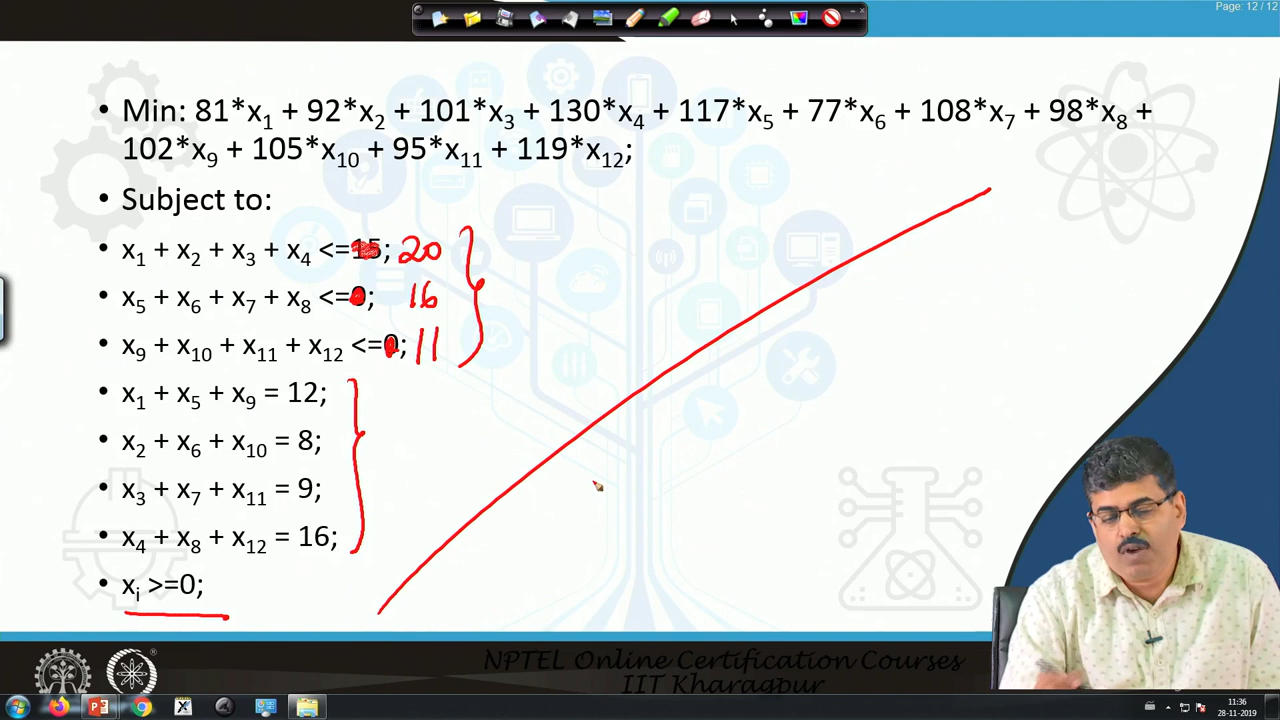 Page: 12 / 12
• Min: 81*x₁ + 92*x₂ + 101*x₃ + 130*x₄ + 117*x₅ + 77*x₆ + 108*x₇ + 98*x₈ +
102*x₉ + 105*x₁₀ + 95*x₁₁ + 119*x₁₂;
• Subject to:
• x₁ + x₂ + x₃ + x₄ <=15; 20
• x₅ + x₆ + x₇ + x₈ <=; 16
• x₉ + x₁₀ + x₁₁ + x₁₂ <=; 11
• x₁ + x₅ + x₉ = 12;
• x₂ + x₆ + x₁₀ = 8;
• x₃ + x₇ + x₁₁ = 9;
• x₄ + x₈ + x₁₂ = 16;
• xᵢ >=0;
NPTEL Online Certification Courses
IIT Kharagpur
11:36
28-11-2019